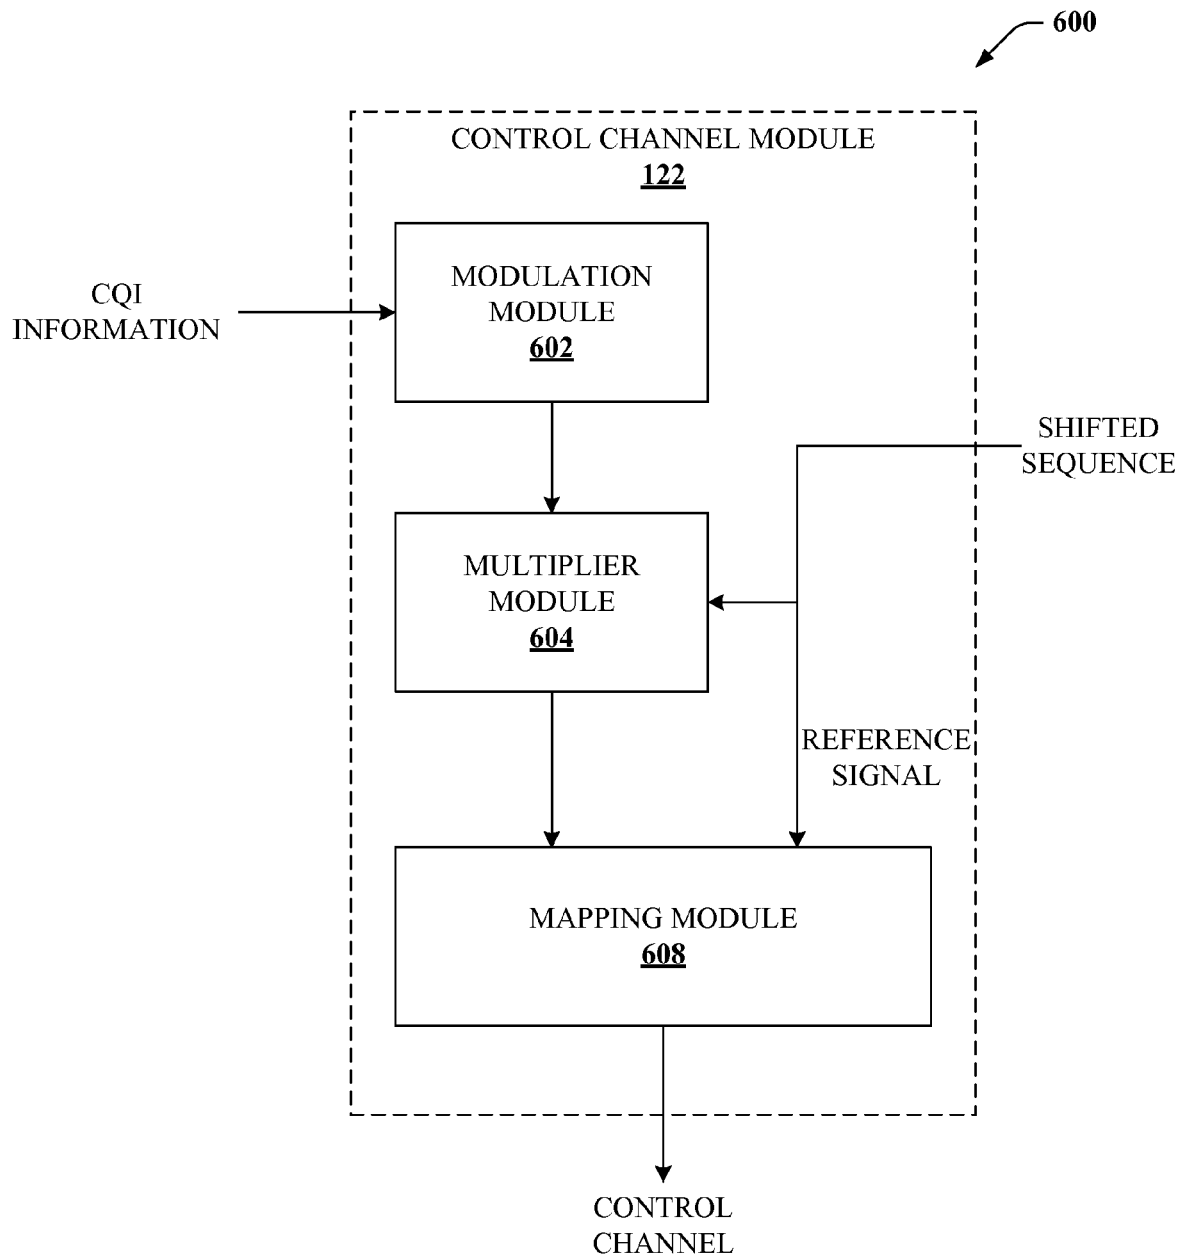 600
CONTROL CHANNEL MODULE
122
MODULATION
MODULE
602
CQI
INFORMATION
SHIFTED
SEQUENCE
MULTIPLIER
MODULE
604
REFERENCE
SIGNAL
MAPPING MODULE
608
CONTROL
CHANNEL